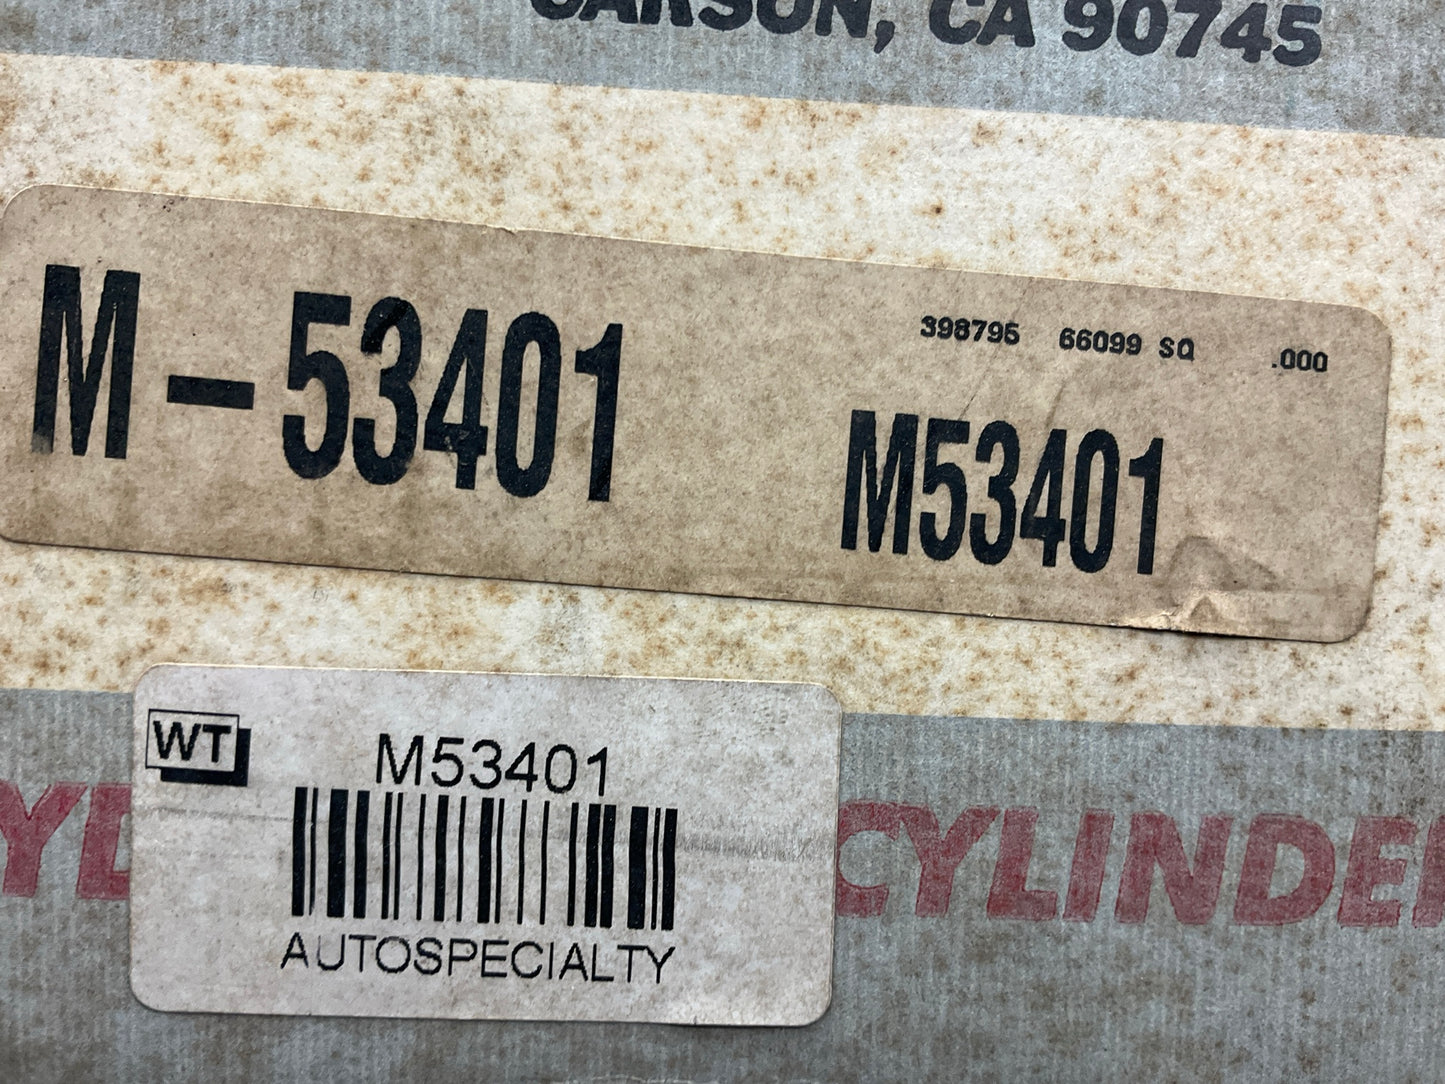 CARSON, CA 90745
398795 66099 SQ .000
M-53401 M53401
WT
M53401
AUTOSPECIALTY
CYLINDER